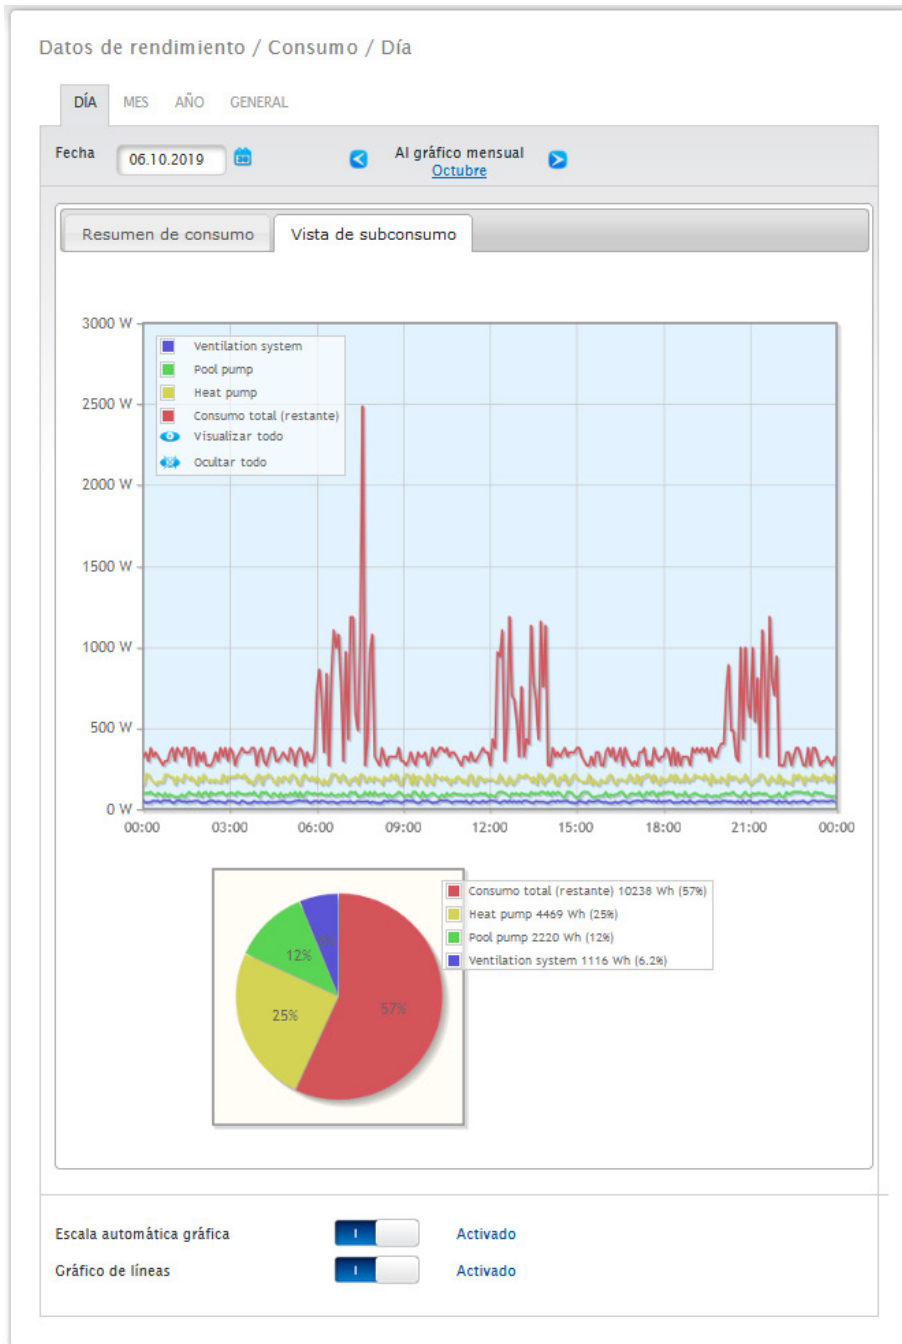 Datos de rendimiento / Consumo / Día
DÍA MES AÑO GENERAL
Fecha 06.10.2019 30 Al gráfico mensual
Octubre
Resumen de consumo Vista de subconsumo
3000 W
2500 W
2000 W
1500 W
1000 W
500 W
0 W
Ventilation system
Pool pump
Heat pump
Consumo total (restante)
Visualizar todo
Ocultar todo
00:00 03:00 06:00 09:00 12:00 15:00 18:00 21:00 00:00
Consumo total (restante) 10238 Wh (57%)
Heat pump 4469 Wh (25%)
Pool pump 2220 Wh (12%)
Ventilation system 1116 Wh (6.2%)
12%
57%
25%
Escala automática gráfica I Activado
Gráfico de líneas I Activado